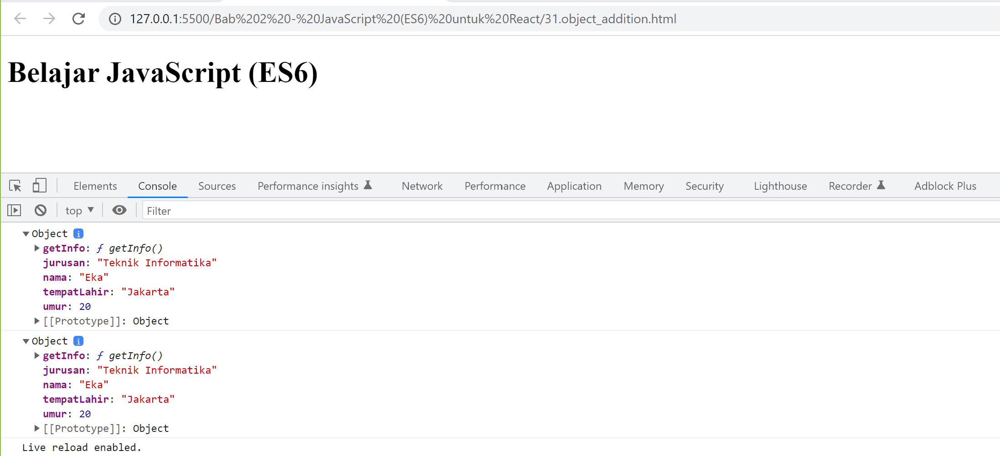 127.0.0.1:5500/Bab%202%20-%20JavaScript%20(ES6)%20untuk%20React/31.object_addition.html
Belajar JavaScript (ES6)
Elements Console Sources Performance insights Network Performance Application Memory Security Lighthouse Recorder Adblock Plus
top Filter
Object i
getInfo: ƒ getInfo()
jurusan: "Teknik Informatika"
nama: "Eka"
tempatLahir: "Jakarta"
umur: 20
[[Prototype]]: Object
Object i
getInfo: ƒ getInfo()
jurusan: "Teknik Informatika"
nama: "Eka"
tempatLahir: "Jakarta"
umur: 20
[[Prototype]]: Object
Live reload enabled.